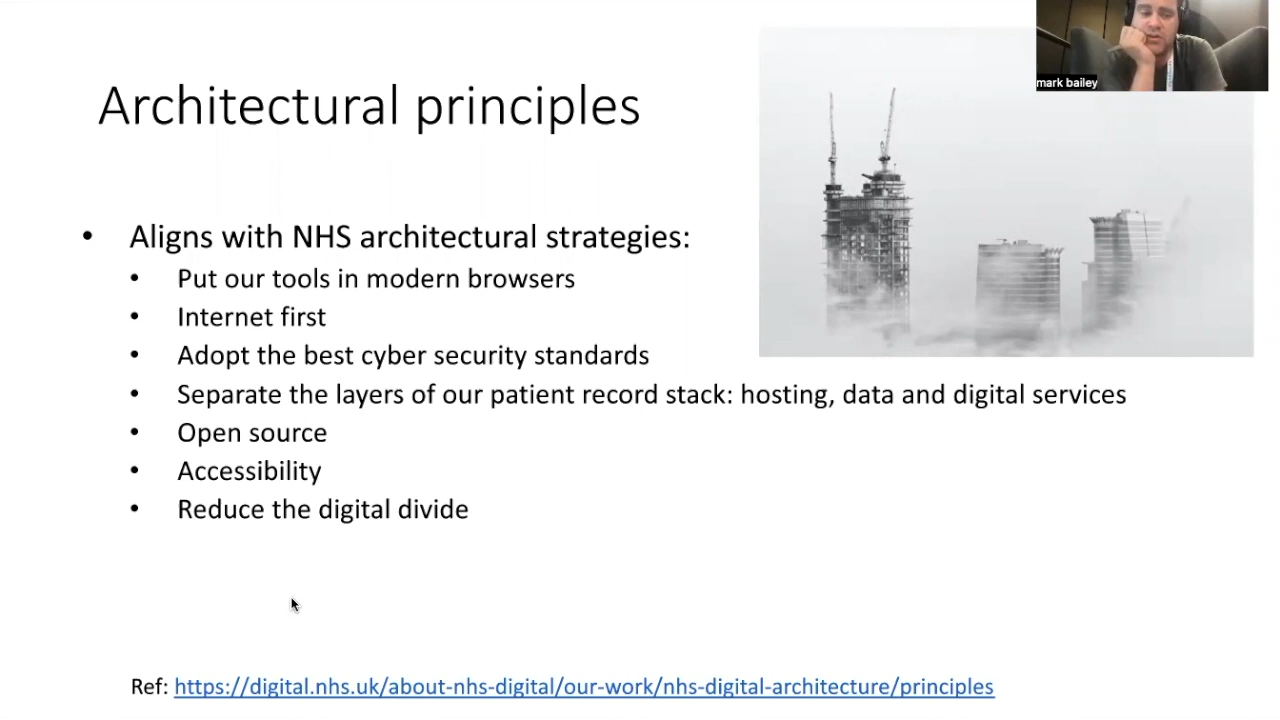 mark bailey
Architectural principles
• Aligns with NHS architectural strategies:
• Put our tools in modern browsers
• Internet first
• Adopt the best cyber security standards
• Separate the layers of our patient record stack: hosting, data and digital services
• Open source
• Accessibility
• Reduce the digital divide
Ref: https://digital.nhs.uk/about-nhs-digital/our-work/nhs-digital-architecture/principles